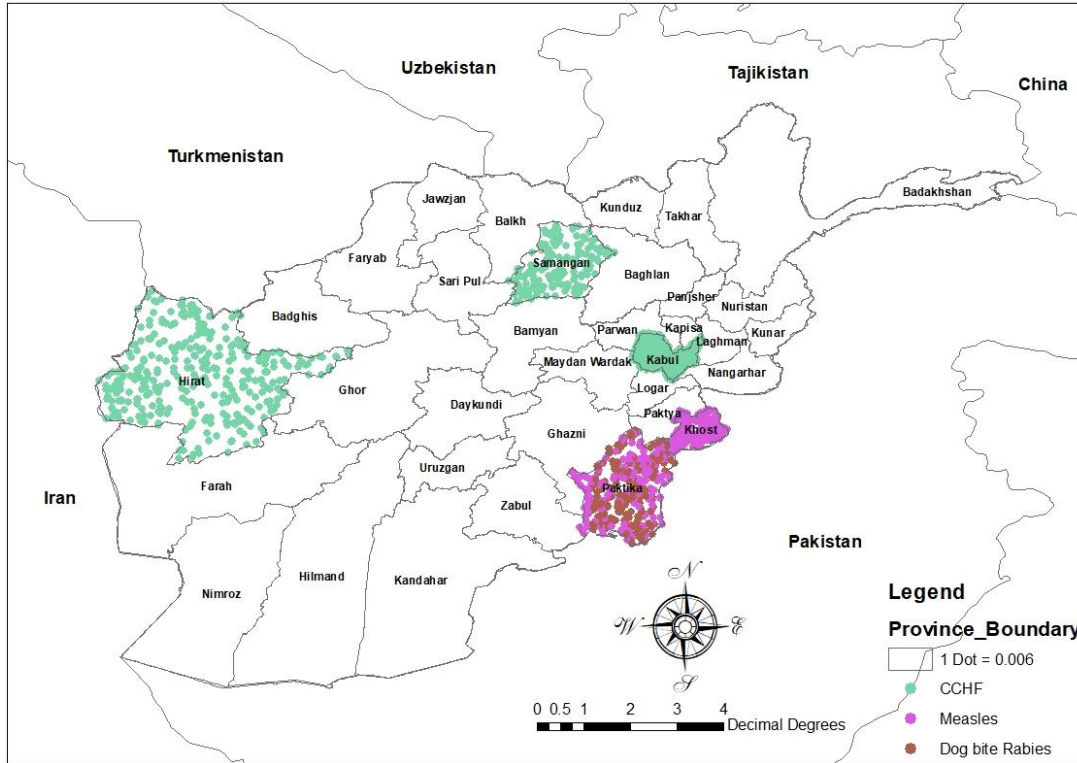 Uzbekistan
Tajikistan
China
Turkmenistan
Badakhshan
Jawzjan
Balkh
Kunduz
Takhar
Faryab
Samangan
Baghlan
Sari Pul
Panjsher
Nuristan
Badghis
Bamyan
Parwan
Kapisa
Kunar
Laghman
Hirat
Maydan Wardak
Kabul
Nangarhar
Ghor
Logar
Daykundi
Paktya
Ghazni
Khost
Uruzgan
Iran
Farah
Paktika
Zabul
Pakistan
Hilmand
Kandahar
Nimroz
N
W
E
S
Legend
Province_Boundary
1 Dot = 0.006
CCHF
Measles
Dog bite Rabies
0 0.5 1 2 3 4
Decimal Degrees